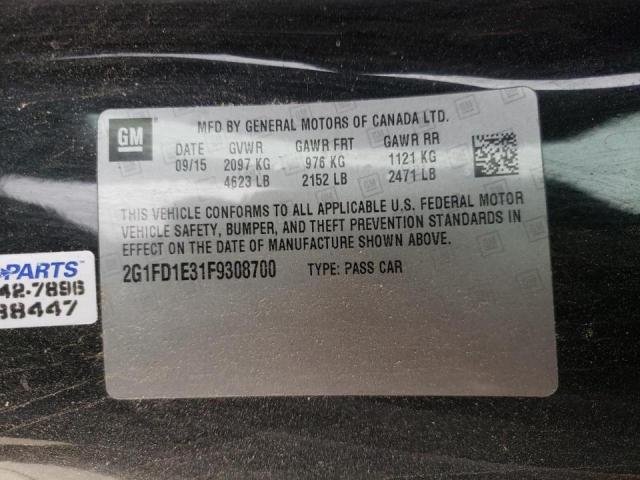 GM
MFD BY GENERAL MOTORS OF CANADA LTD.
DATE GVWR GAWR FRT GAWR RR
09/15 2097 KG 976 KG 1121 KG
4623 LB 2152 LB 2471 LB
THIS VEHICLE CONFORMS TO ALL APPLICABLE U.S. FEDERAL MOTOR
VEHICLE SAFETY, BUMPER, AND THEFT PREVENTION STANDARDS IN
EFFECT ON THE DATE OF MANUFACTURE SHOWN ABOVE.
2G1FD1E31F9308700 TYPE: PASS CAR
PARTS
42-7896
38447